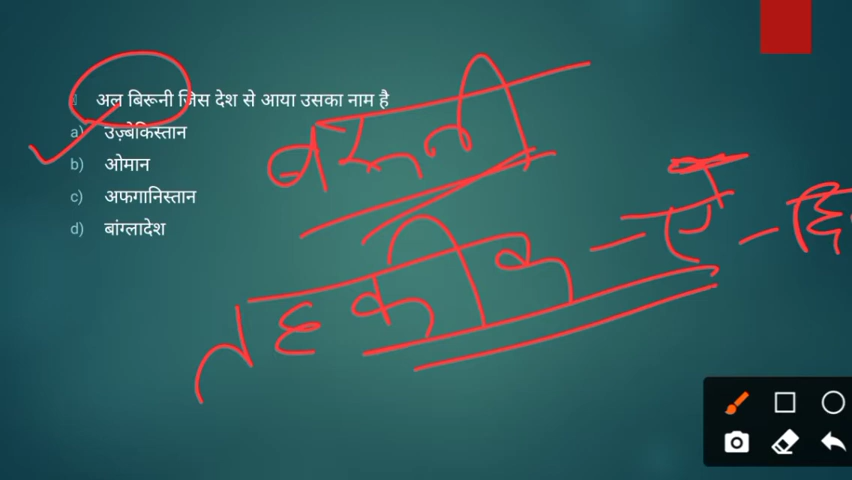 अल बिरूनी जिस देश से आया उसका नाम है
a) उज़्बेकिस्तान
b) ओमान
c) अफगानिस्तान
d) बांग्लादेश
बरूनी
तहकीक - ए -